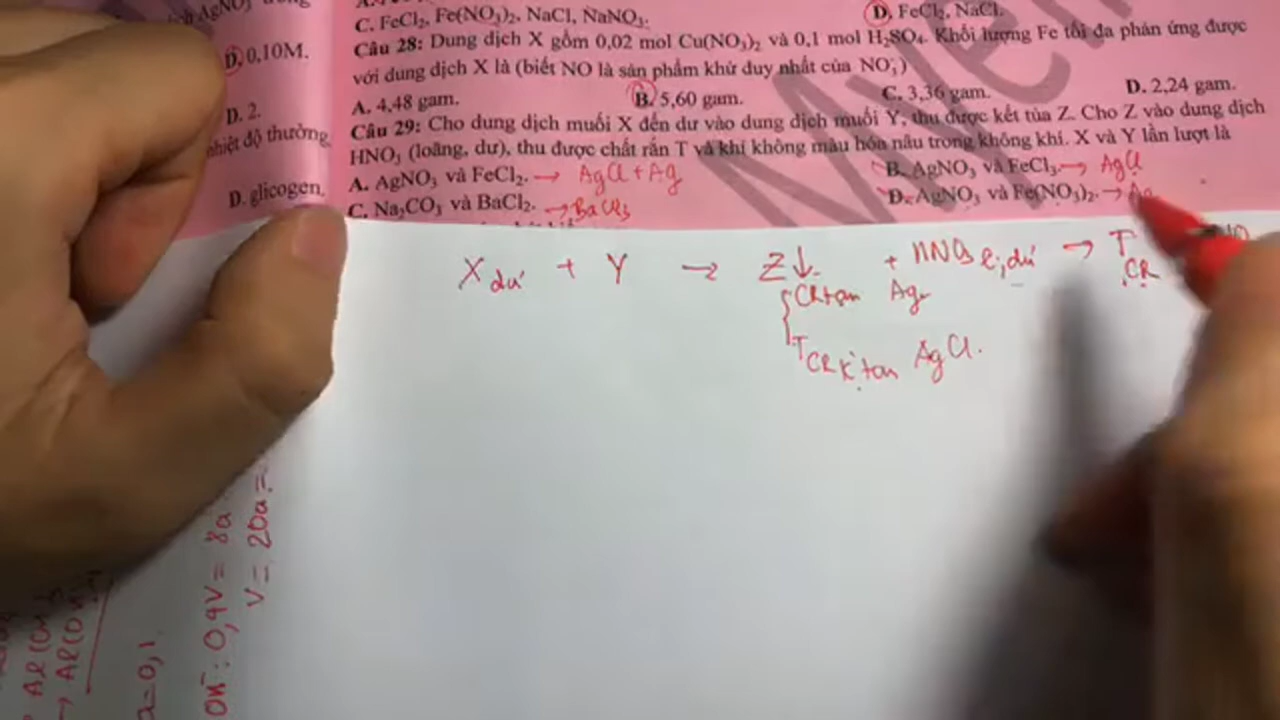 C. FeCl₂, Fe(NO₃)₂, NaCl, NaNO₃.
D. FeCl₂, NaCl.
D. 0,10M.
Câu 28: Dung dịch X gồm 0,02 mol Cu(NO₃)₂ và 0,1 mol H₂SO₄. Khối lượng Fe tối đa phản ứng được
với dung dịch X là (biết NO là sản phẩm khử duy nhất của NO₃⁻)
D. 2.
A. 4,48 gam. B. 5,60 gam. C. 3,36 gam. D. 2,24 gam.
nhiệt độ thường,
Câu 29: Cho dung dịch muối X đến dư vào dung dịch muối Y, thu được kết tủa Z. Cho Z vào dung dịch
HNO₃ (loãng, dư), thu được chất rắn T và khí không màu hóa nâu trong không khí. X và Y lần lượt là
D. glicogen.
A. AgNO₃ và FeCl₂. → AgCl + Ag
B. AgNO₃ và FeCl₃. → AgCl
C. Na₂CO₃ và BaCl₂. → BaCO₃
D. AgNO₃ và Fe(NO₃)₂. → Ag
X dư + Y → Z↓ + HNO₃ l, dư → T
CR
CR tan Ag
T CR k tan AgCl.
OH⁻: 0,4V = 8a
V = 20a =
a = 0,1